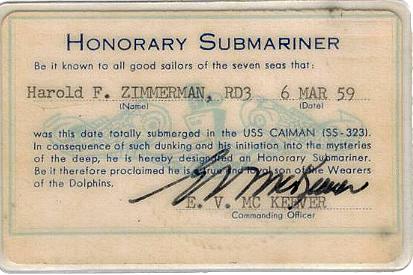 HONORARY SUBMARINER
Be it known to all good sailors of the seven seas that:
Harold F. ZIMMERMAN, RD3 6 MAR 59
(Name) (Date)
was this date totally submerged in the USS CAIMAN (SS-323).
In consequence of such dunking and his initiation into the mysteries
of the deep, he is hereby designated an Honorary Submariner.
Be it therefore proclaimed he is a true and loyal son of the Wearers
of the Dolphins.
E. V. MC KEEVER
Commanding Officer